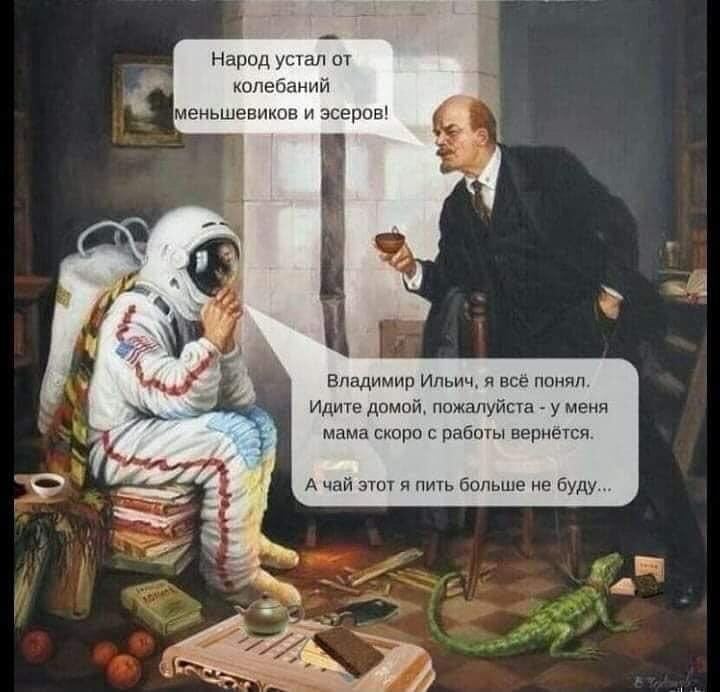 Народ устал от
колебаний
меньшевиков и эсеров!
Владимир Ильич, я всё понял.
Идите домой, пожалуйста - у меня
мама скоро с работы вернётся.
А чай этот я пить больше не буду...